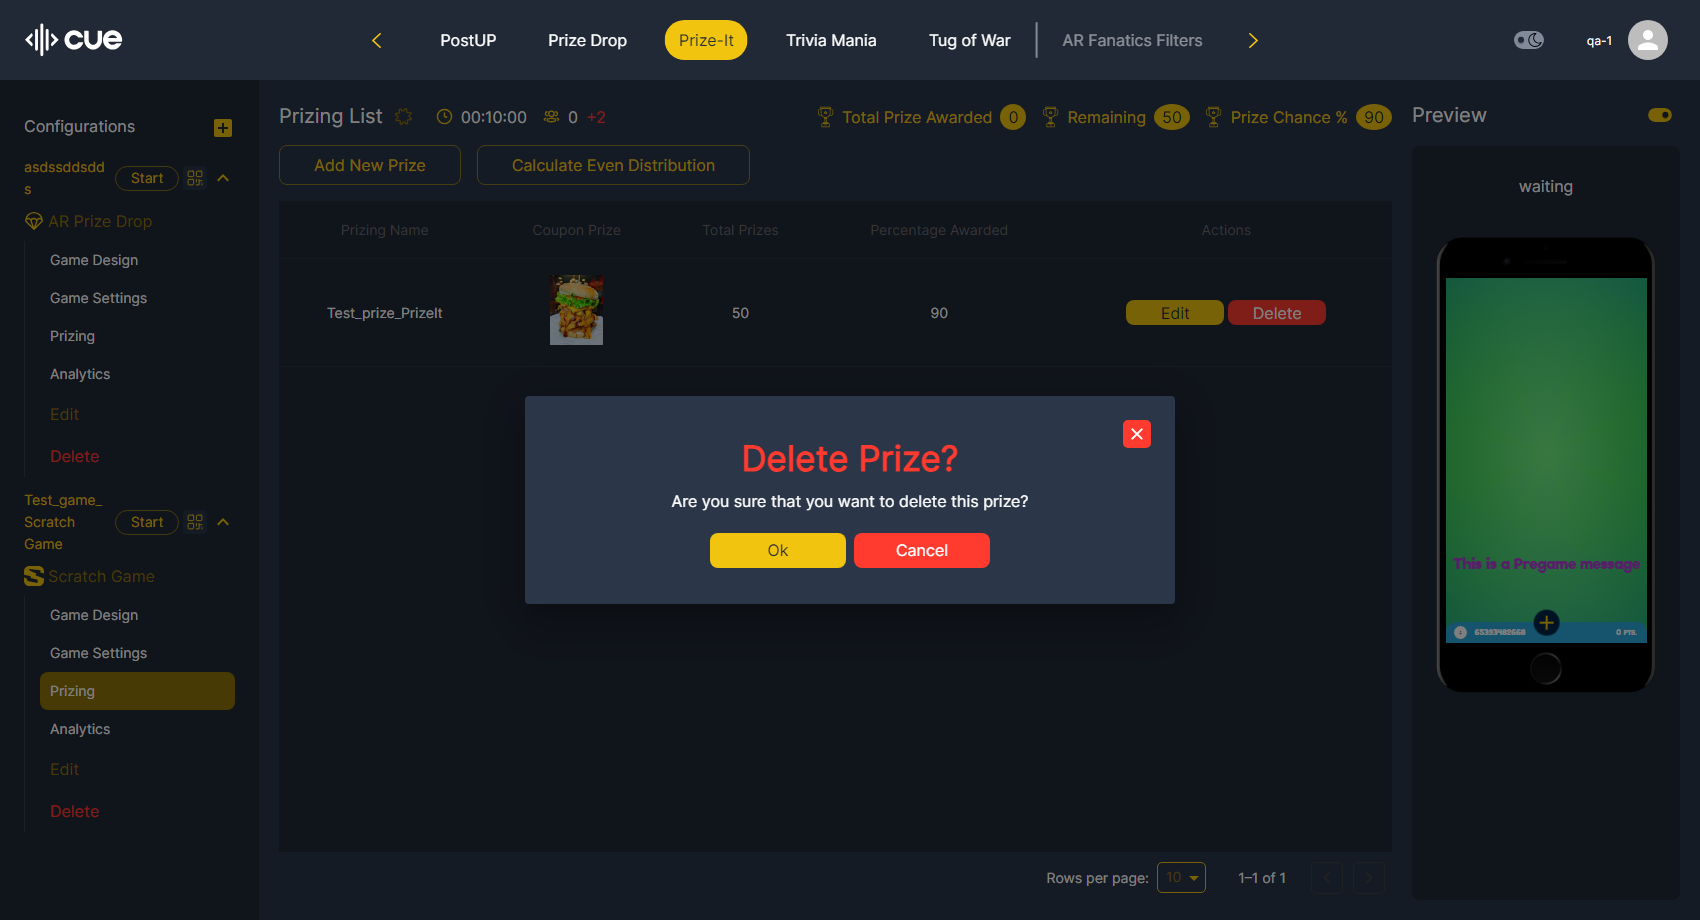 cue
PostUP
Prize Drop
Prize-It
Trivia Mania
Tug of War
AR Fanatics Filters
qa-1
Configurations
asdssddsdd
s
Start
AR Prize Drop
Game Design
Game Settings
Prizing
Analytics
Edit
Delete
Test_game_
Scratch
Game
Start
Scratch Game
Game Design
Game Settings
Prizing
Analytics
Edit
Delete
Prizing List
00:10:00
0
+2
Total Prize Awarded 0
Remaining 50
Prize Chance % 90
Add New Prize
Calculate Even Distribution
Prizing Name
Coupon Prize
Total Prizes
Percentage Awarded
Actions
Test_prize_PrizeIt
50
90
Edit
Delete
Delete Prize?
Are you sure that you want to delete this prize?
Ok
Cancel
Rows per page: 10
1–1 of 1
Preview
waiting
This is a Pregame message
0 PTS.